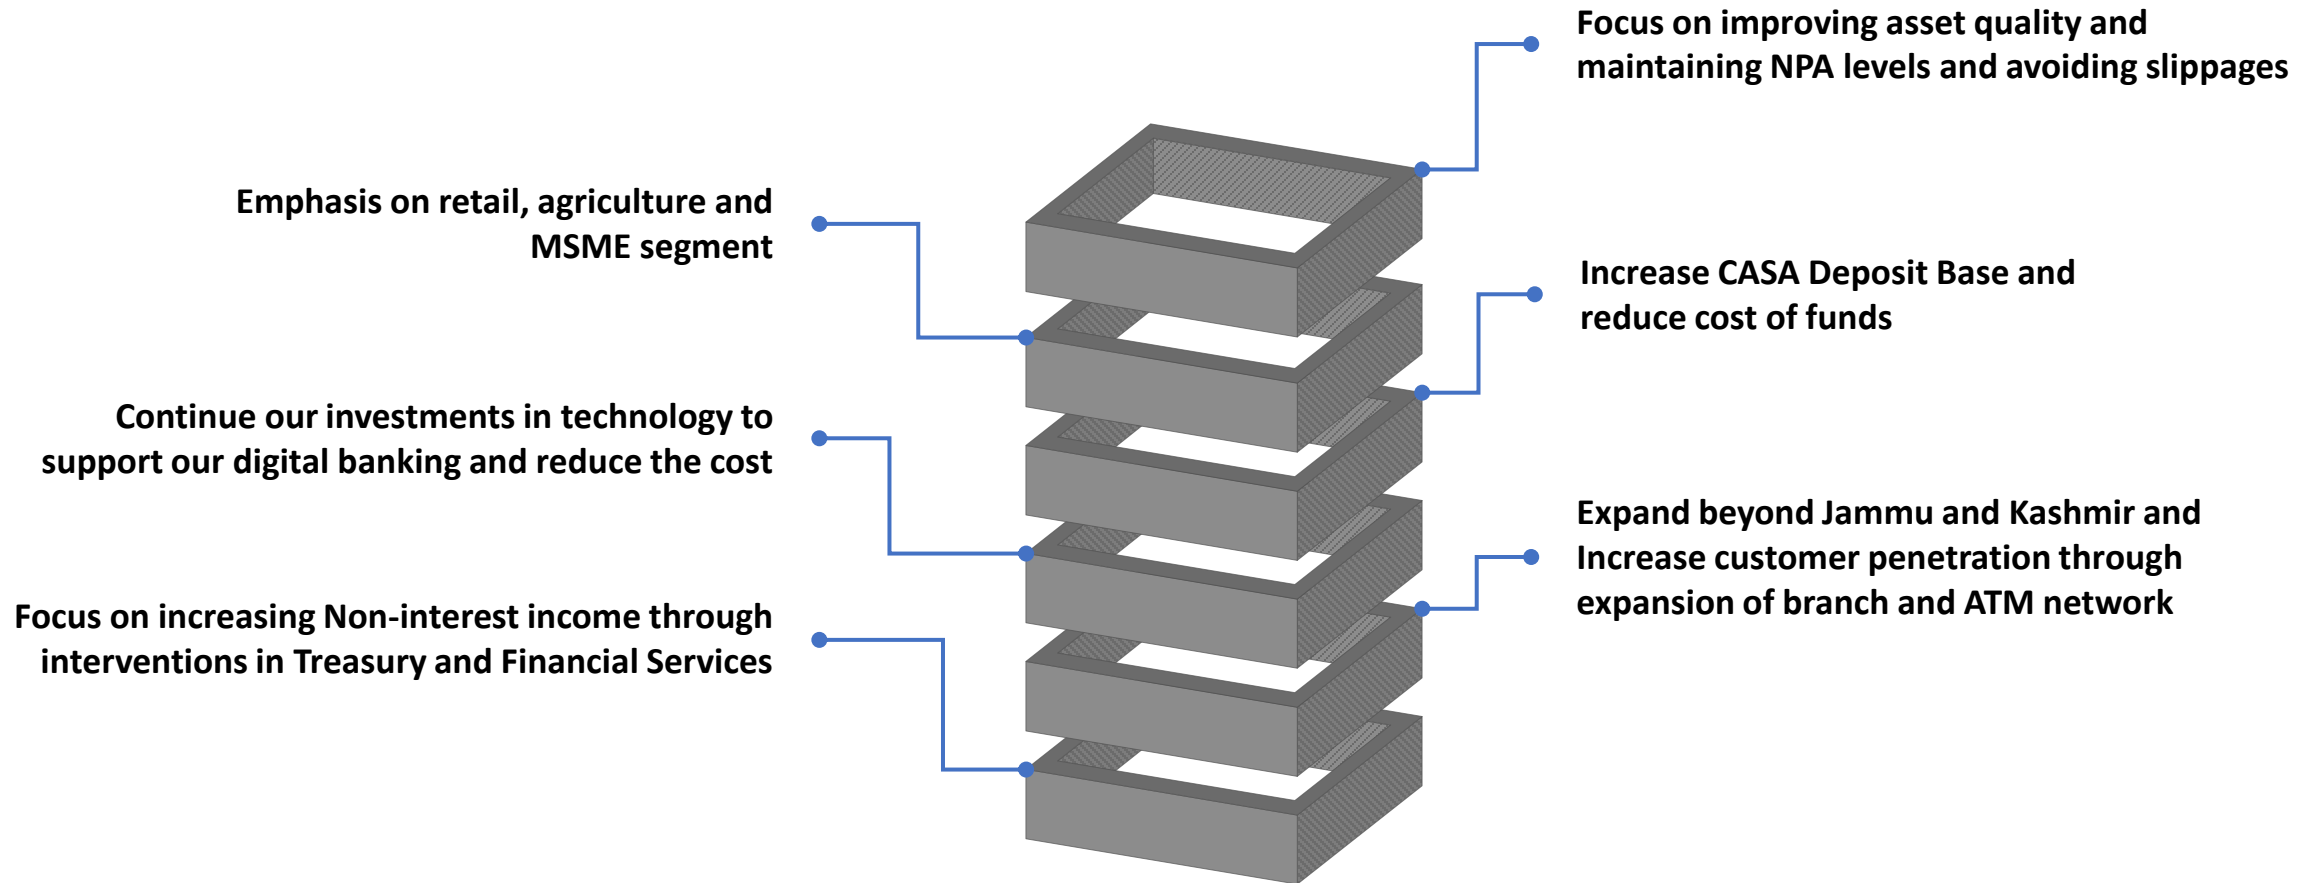 Focus on improving asset quality and
maintaining NPA levels and avoiding slippages
Emphasis on retail, agriculture and
MSME segment
Increase CASA Deposit Base and
reduce cost of funds
Continue our investments in technology to
support our digital banking and reduce the cost
Expand beyond Jammu and Kashmir and
Increase customer penetration through
expansion of branch and ATM network
Focus on increasing Non-interest income through
interventions in Treasury and Financial Services